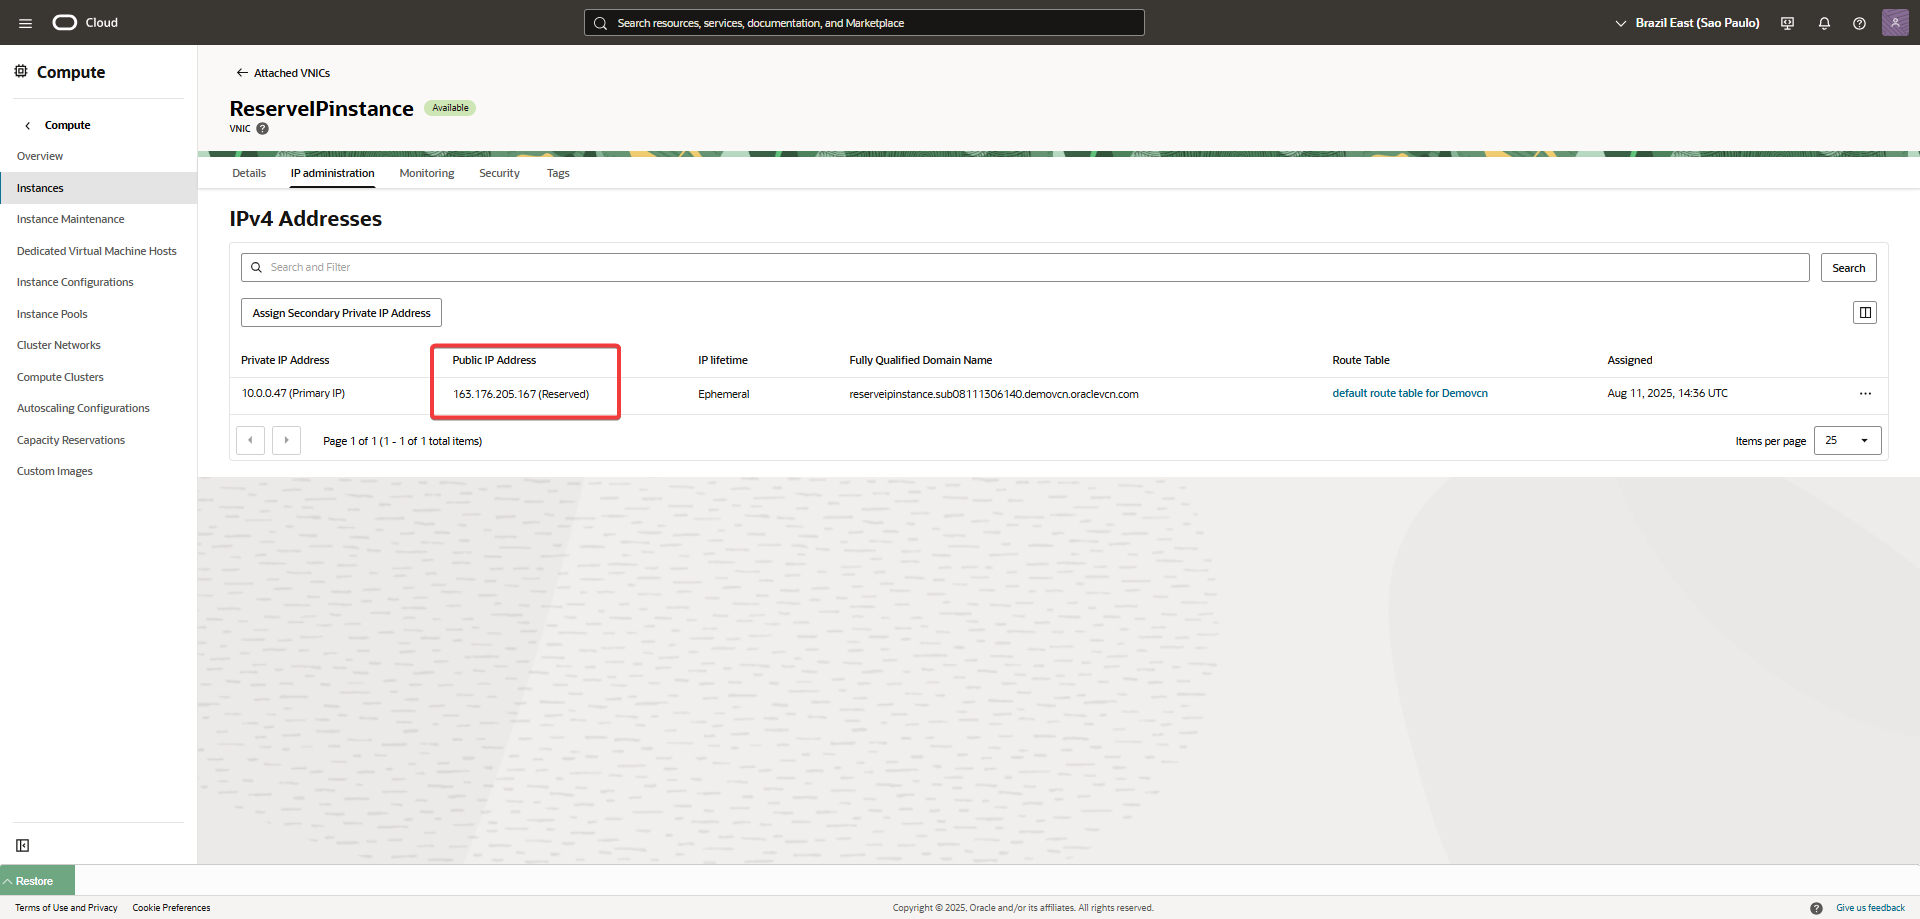 Cloud
Search resources, services, documentation, and Marketplace
Brazil East (Sao Paulo)
Compute
Compute
Overview
Instances
Instance Maintenance
Dedicated Virtual Machine Hosts
Instance Configurations
Instance Pools
Cluster Networks
Compute Clusters
Autoscaling Configurations
Capacity Reservations
Custom Images
Attached VNICs
ReserveIPinstance Available
VNIC ?
Details IP administration Monitoring Security Tags
IPv4 Addresses
Search and Filter Search
Assign Secondary Private IP Address
Private IP Address Public IP Address IP lifetime Fully Qualified Domain Name Route Table Assigned
10.0.0.47 (Primary IP) 163.176.205.167 (Reserved) Ephemeral reserveipinstance.sub08111306140.demovcn.oraclevcn.com default route table for Demovcn Aug 11, 2025, 14:36 UTC ...
Page 1 of 1 (1 - 1 of 1 total items) Items per page 25
Restore
Terms of Use and Privacy Cookie Preferences Copyright © 2025, Oracle and/or its affiliates. All rights reserved. ? Give us feedback